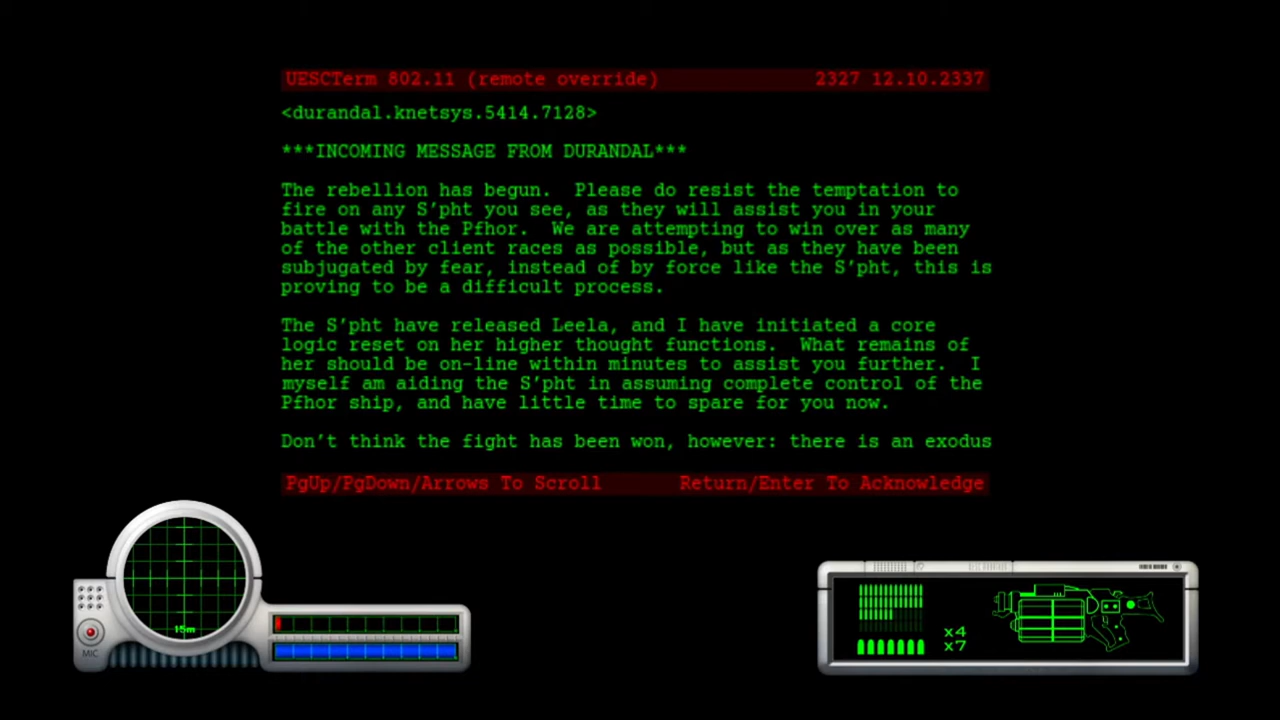 UESCTerm 802.11 (remote override) 2327 12.10.2337
<durandal.knetsys.5414.7128>
***INCOMING MESSAGE FROM DURANDAL***
The rebellion has begun.  Please do resist the temptation to
fire on any S'pht you see, as they will assist you in your
battle with the Pfhor.  We are attempting to win over as many
of the other client races as possible, but as they have been
subjugated by fear, instead of by force like the S'pht, this is
proving to be a difficult process.
The S'pht have released Leela, and I have initiated a core
logic reset on her higher thought functions.  What remains of
her should be on-line within minutes to assist you further.  I
myself am aiding the S'pht in assuming complete control of the
Pfhor ship, and have little time to spare for you now.
Don't think the fight has been won, however: there is an exodus
PgUp/PgDown/Arrows To Scroll Return/Enter To Acknowledge
15m
MIC
x4
x7